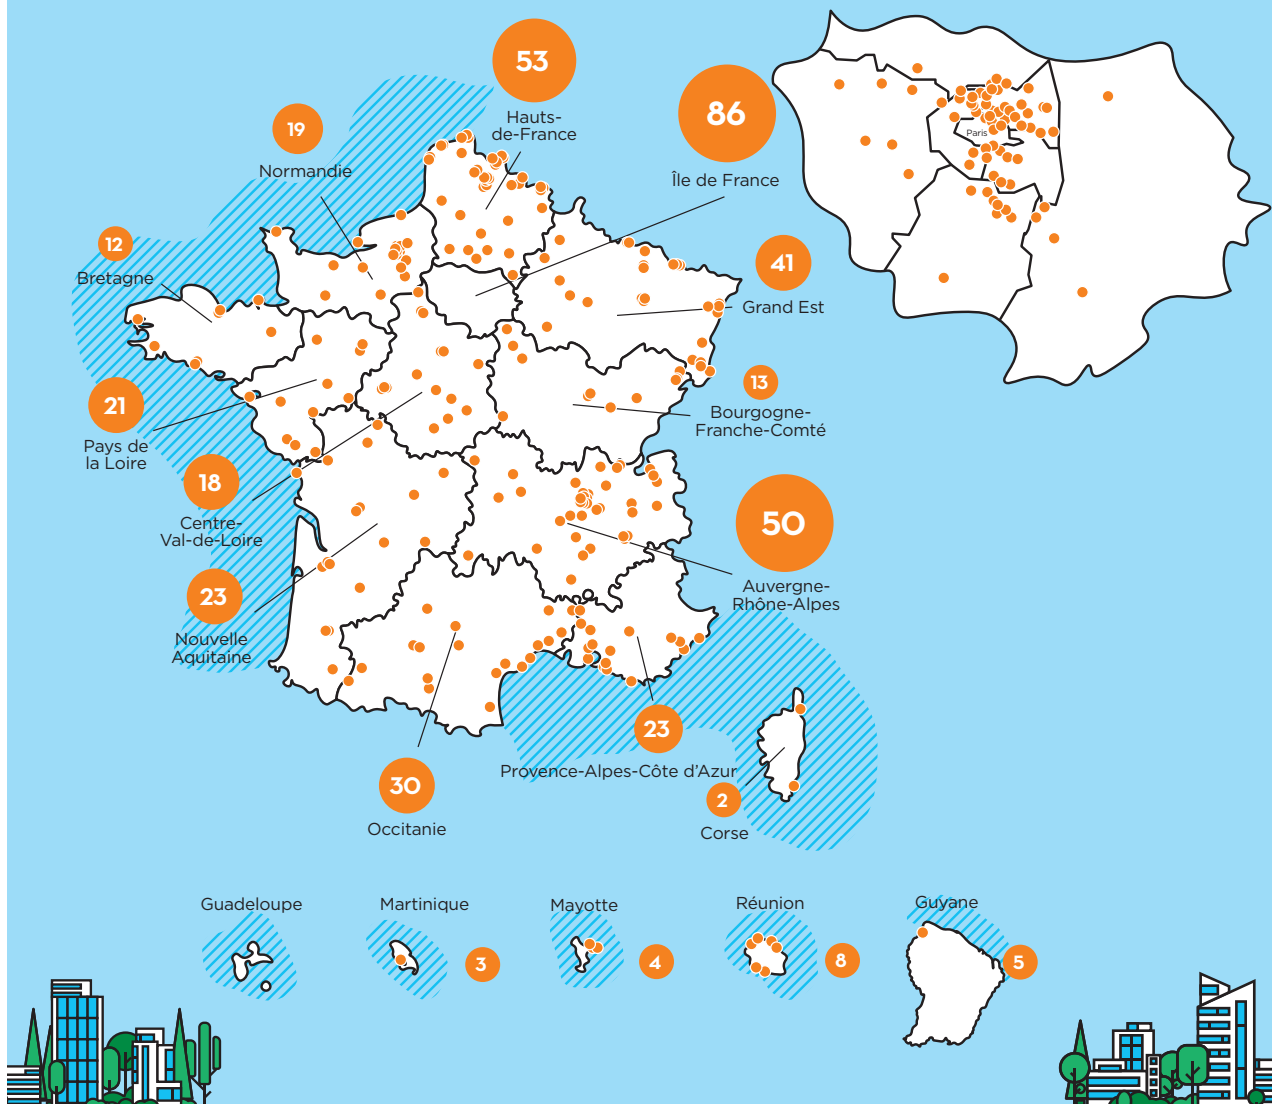 53
Hauts-
de-France
19
Normandie
86
Île de France
Paris
12
Bretagne
41
Grand Est
13
Bourgogne-
Franche-Comté
21
Pays de
la Loire
18
Centre-
Val-de-Loire
50
Auvergne-
Rhône-Alpes
23
Nouvelle
Aquitaine
23
Provence-Alpes-Côte d'Azur
30
Occitanie
2
Corse
Guadeloupe
Martinique
3
Mayotte
4
Réunion
8
Guyane
5